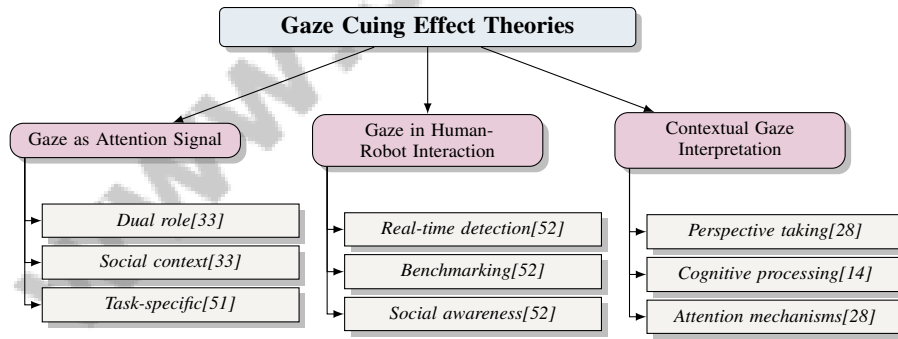 Gaze Cuing Effect Theories
Gaze as Attention Signal
Dual role[33]
Social context[33]
Task-specific[51]
Gaze in Human-
Robot Interaction
Real-time detection[52]
Benchmarking[52]
Social awareness[52]
Contextual Gaze
Interpretation
Perspective taking[28]
Cognitive processing[14]
Attention mechanisms[28]
www.